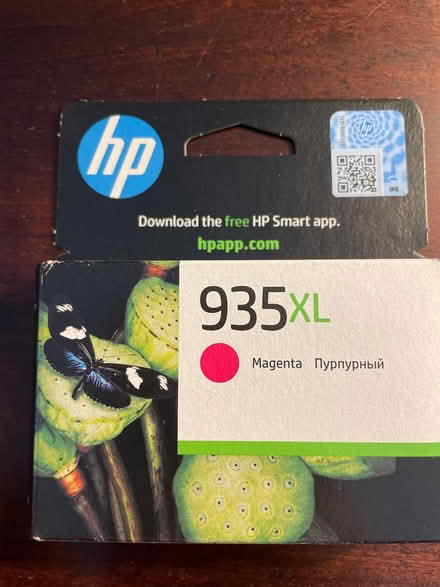 hp
Download the free HP Smart app.
hpapp.com
935XL
Magenta Пурпурный